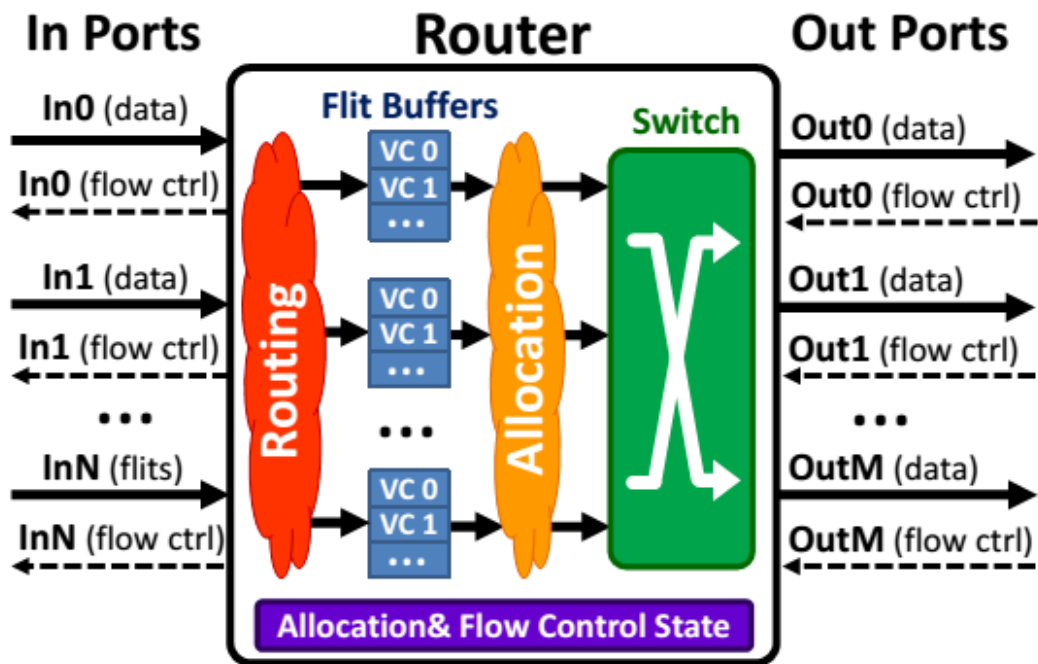 In Ports
Router
Out Ports
In0 (data)
In0 (flow ctrl)
In1 (data)
In1 (flow ctrl)
...
InN (flits)
InN (flow ctrl)
Routing
Flit Buffers
VC 0
VC 1
...
VC 0
VC 1
...
...
VC 0
VC 1
...
Allocation
Switch
Allocation& Flow Control State
Out0 (data)
Out0 (flow ctrl)
Out1 (data)
Out1 (flow ctrl)
...
OutM (data)
OutM (flow ctrl)